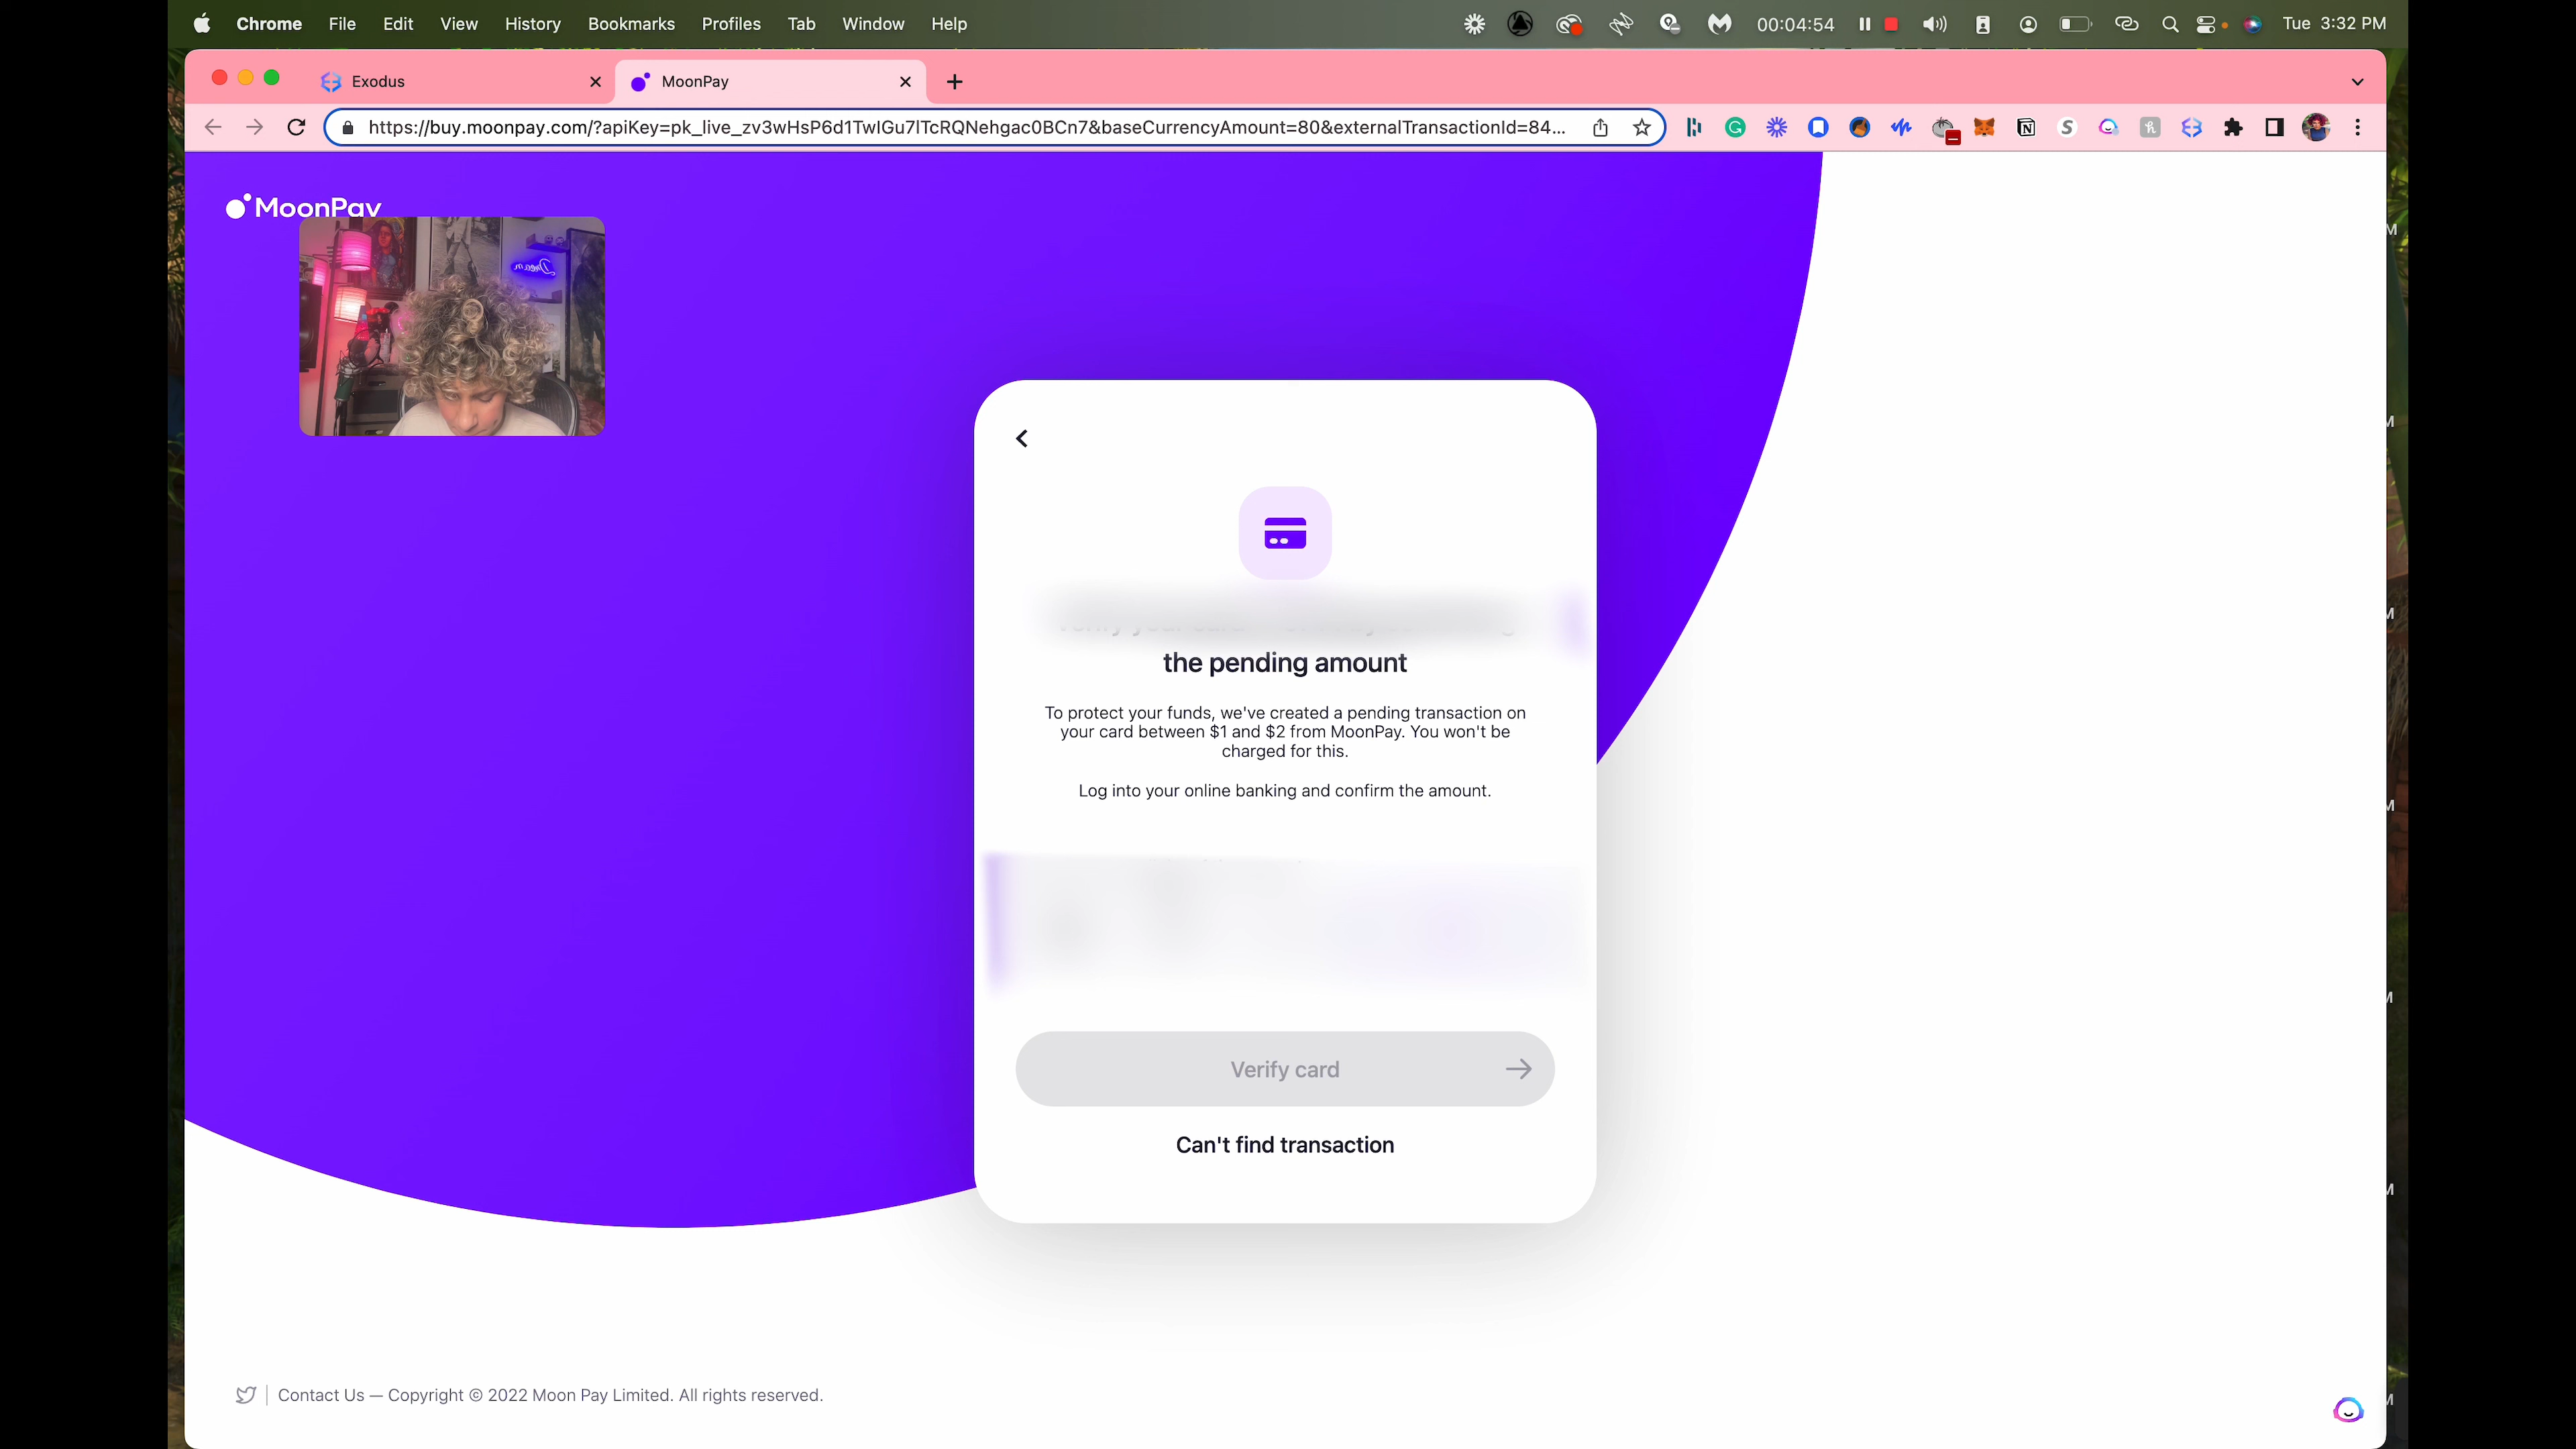 Chrome File Edit View History Bookmarks Profiles Tab Window Help 00:04:54 Tue 3:32 PM
Exodus MoonPay
https://buy.moonpay.com/?apiKey=pk_live_zv3wHsP6d1TwIGu7ITcRQNehgac0BCn7&baseCurrencyAmount=80&externalTransactionId=84...
MoonPay
Dream
the pending amount
To protect your funds, we've created a pending transaction on
your card between $1 and $2 from MoonPay. You won't be
charged for this.
Log into your online banking and confirm the amount.
Verify card
Can't find transaction
Contact Us — Copyright © 2022 Moon Pay Limited. All rights reserved.